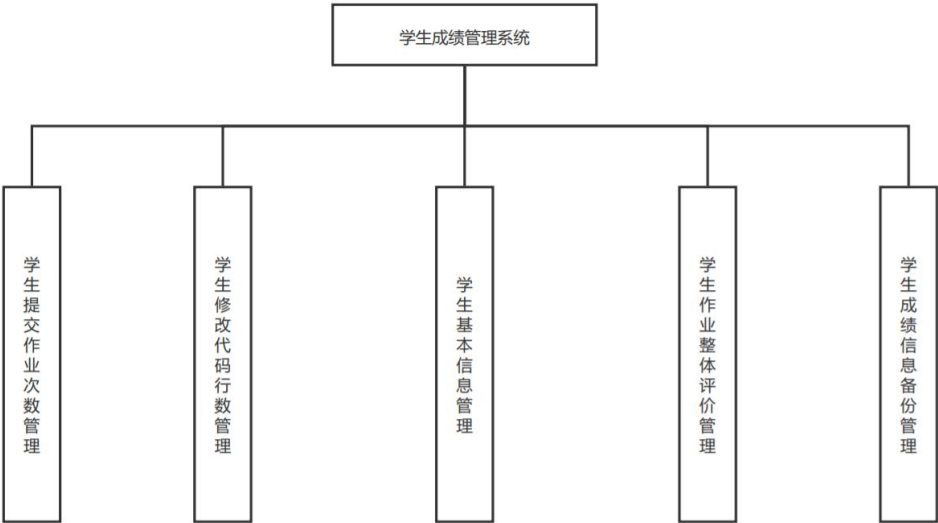 学生成绩管理系统
学生提交作业次数管理
学生修改代码行数管理
学生基本信息管理
学生作业整体评价管理
学生成绩信息备份管理